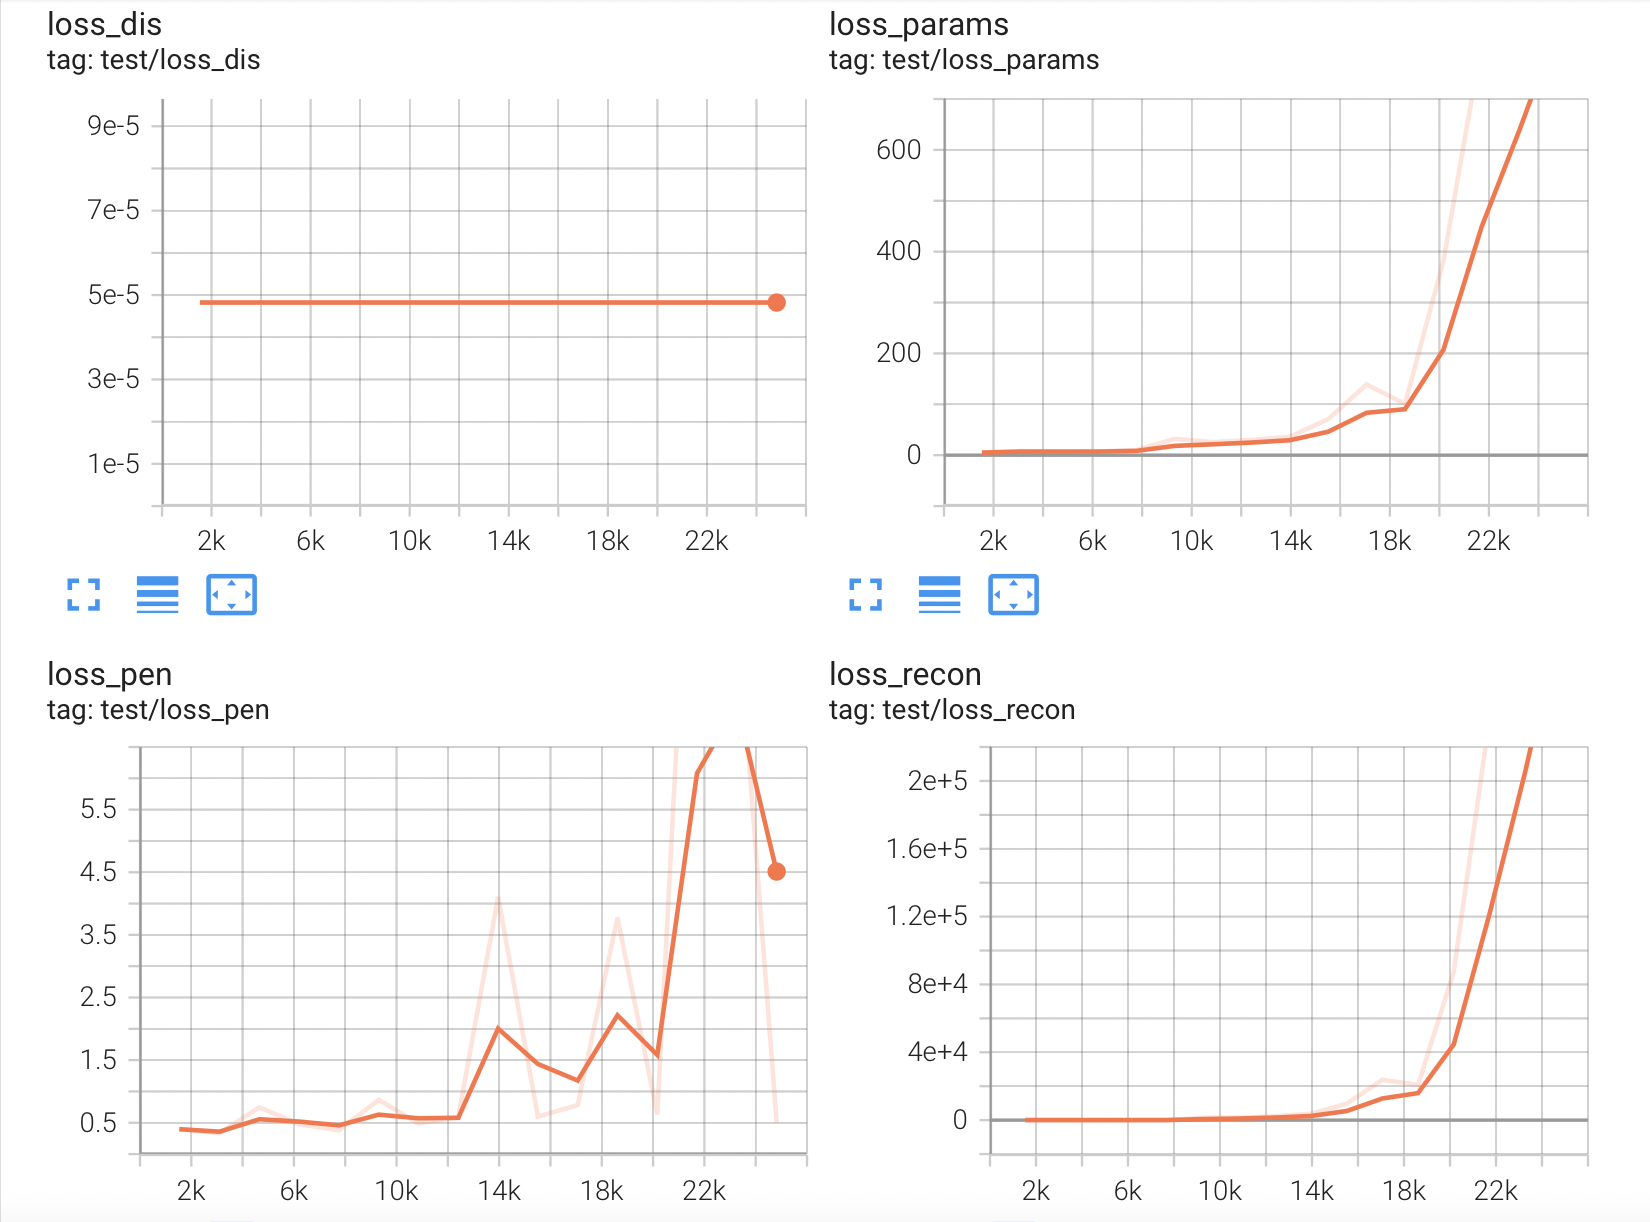 loss_dis
tag: test/loss_dis
9e-5
7e-5
5e-5
3e-5
1e-5
2k 6k 10k 14k 18k 22k
loss_params
tag: test/loss_params
600
400
200
0
2k 6k 10k 14k 18k 22k
loss_pen
tag: test/loss_pen
5.5
4.5
3.5
2.5
1.5
0.5
2k 6k 10k 14k 18k 22k
loss_recon
tag: test/loss_recon
2e+5
1.6e+5
1.2e+5
8e+4
4e+4
0
2k 6k 10k 14k 18k 22k